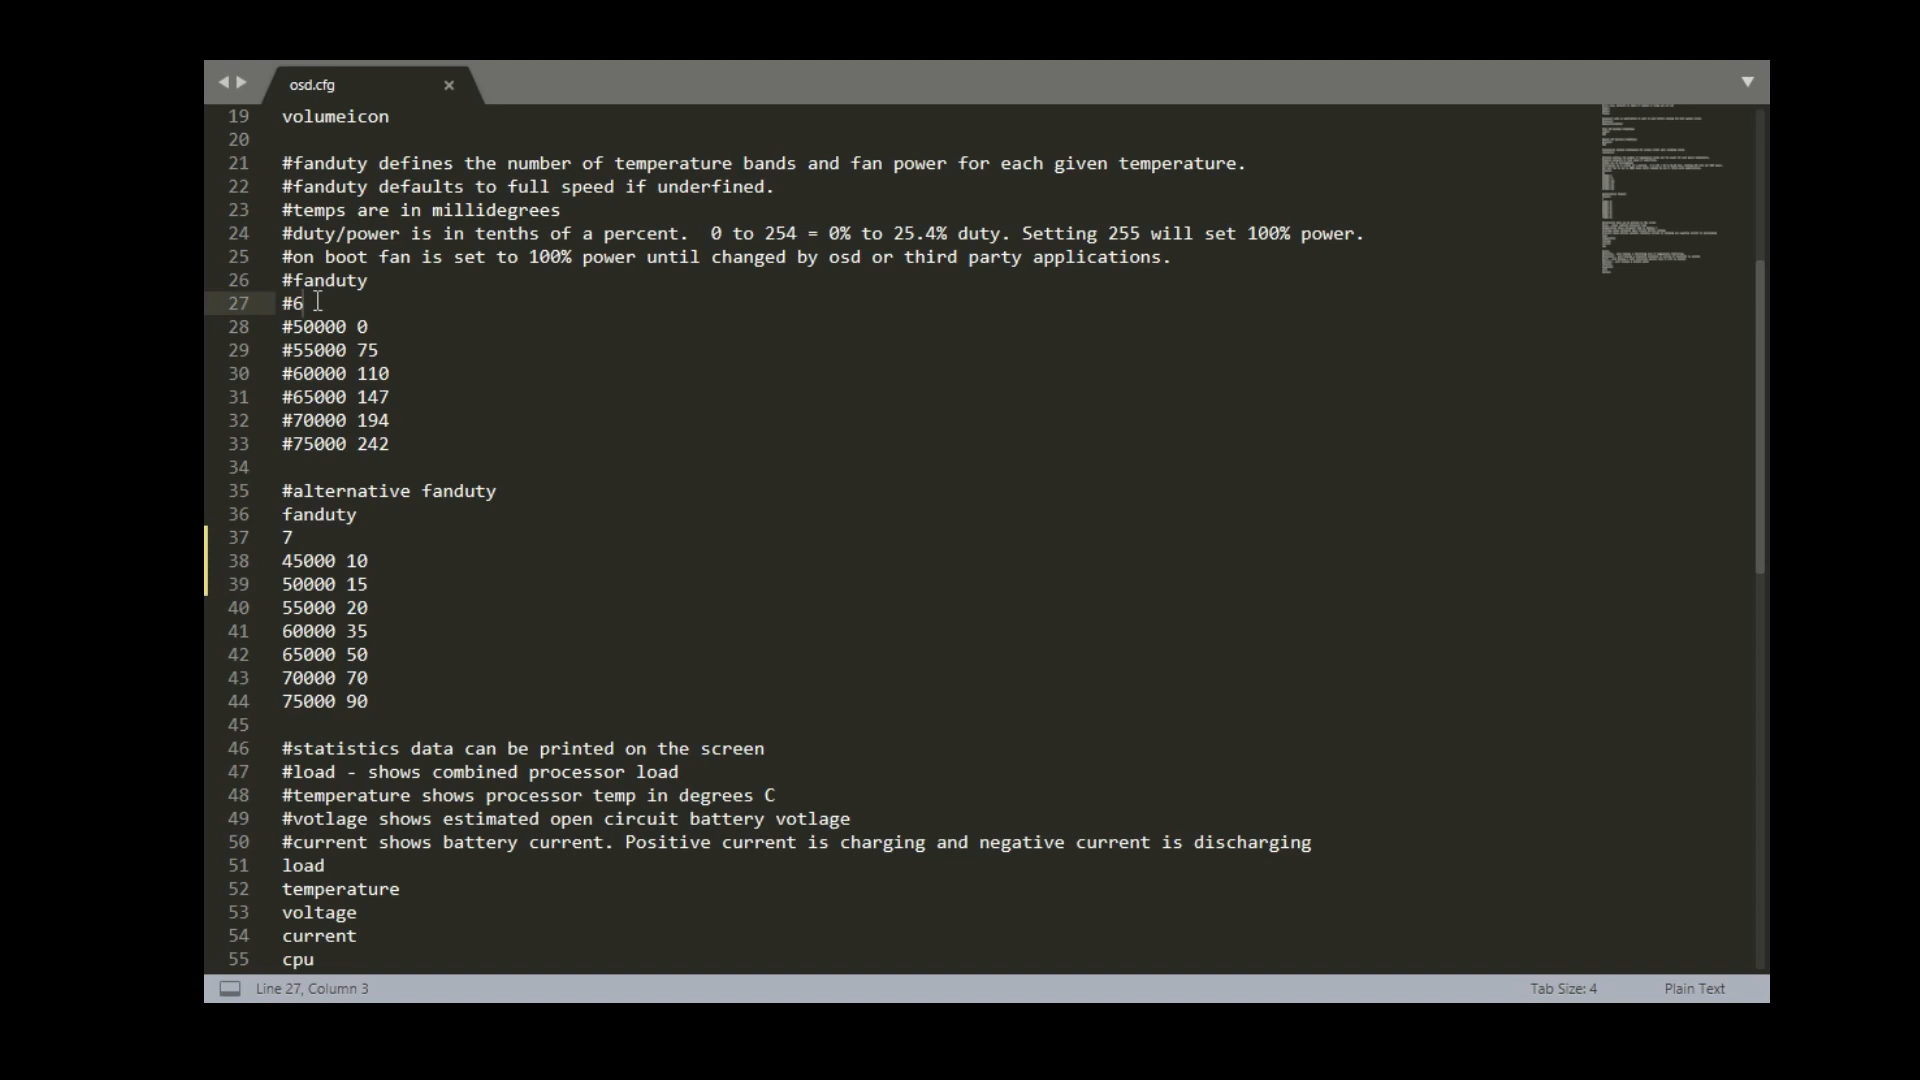 osd.cfg
19 volumeicon
20
21 #fanduty defines the number of temperature bands and fan power for each given temperature.
22 #fanduty defaults to full speed if underfined.
23 #temps are in millidegrees
24 #duty/power is in tenths of a percent.  0 to 254 = 0% to 25.4% duty. Setting 255 will set 100% power.
25 #on boot fan is set to 100% power until changed by osd or third party applications.
26 #fanduty
27 #6
28 #50000 0
29 #55000 75
30 #60000 110
31 #65000 147
32 #70000 194
33 #75000 242
34
35 #alternative fanduty
36 fanduty
37 7
38 45000 10
39 50000 15
40 55000 20
41 60000 35
42 65000 50
43 70000 70
44 75000 90
45
46 #statistics data can be printed on the screen
47 #load - shows combined processor load
48 #temperature shows processor temp in degrees C
49 #votlage shows estimated open circuit battery votlage
50 #current shows battery current. Positive current is charging and negative current is discharging
51 load
52 temperature
53 voltage
54 current
55 cpu
Line 27, Column 3 Tab Size: 4 Plain Text